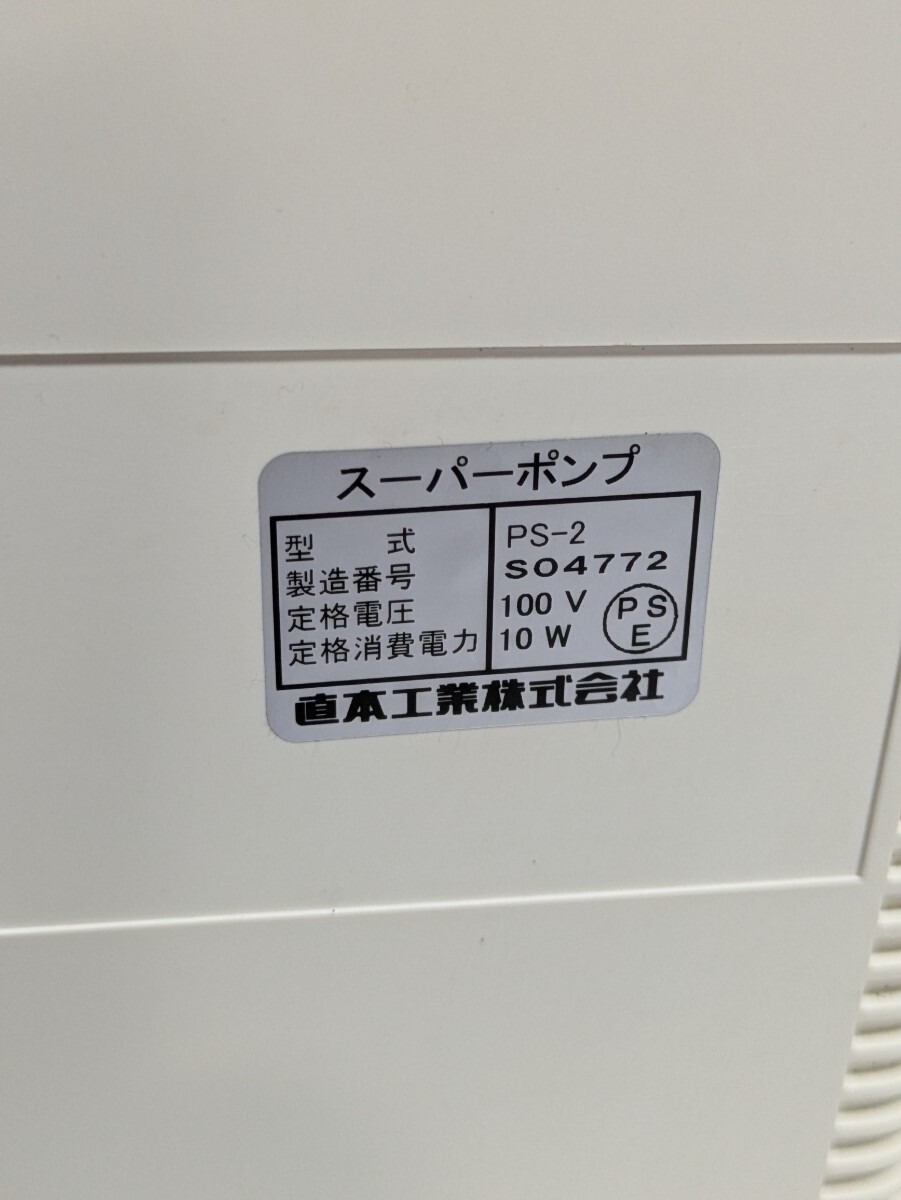 スーパーポンプ
型 式 PS-2
製造番号 SO4772
定格電圧 100 V
定格消費電力 10 W
PS
E
直本工業株式会社